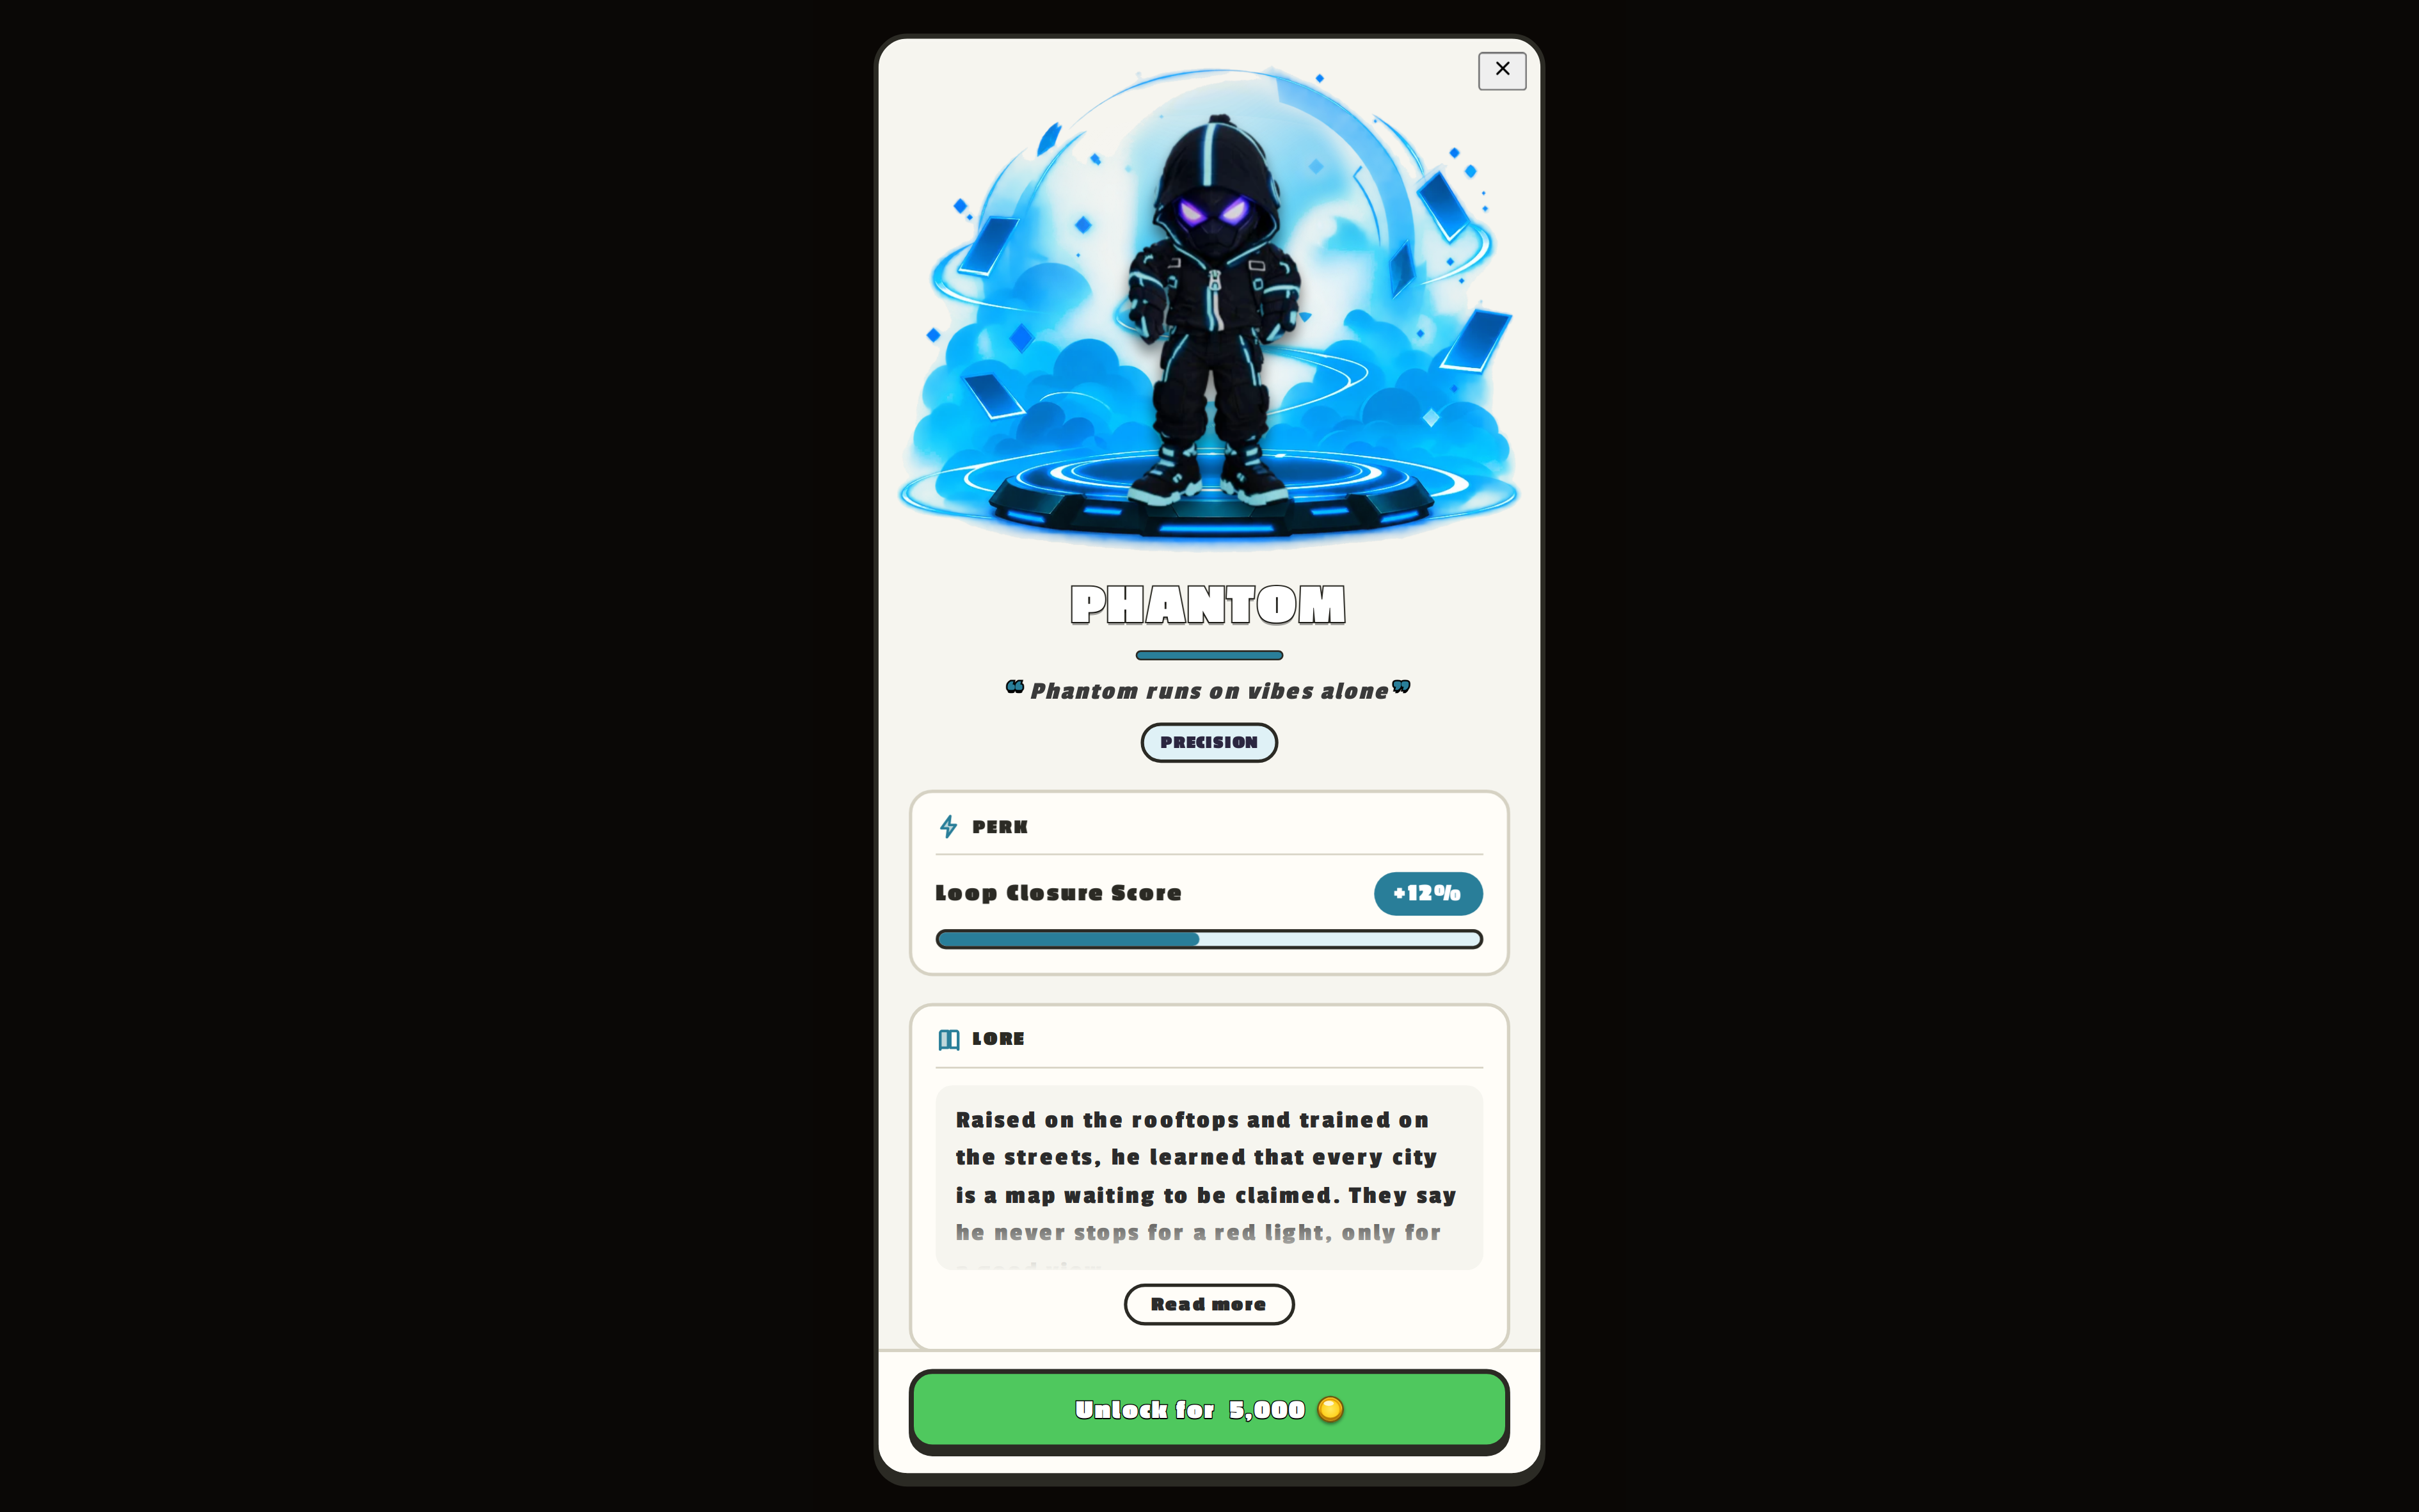 PHANTOM
❝ Phantom runs on vibes alone ❞
PRECISION
PERK
Loop Closure Score
+12%
LORE
Raised on the rooftops and trained on
the streets, he learned that every city
is a map waiting to be claimed. They say
he never stops for a red light, only for
Read more
Unlock for 5,000